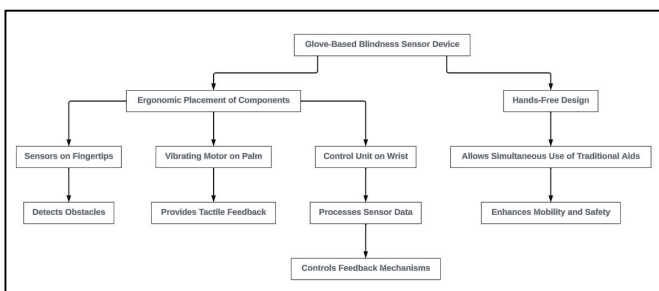 Glove-Based Blindness Sensor Device
Ergonomic Placement of Components
Hands-Free Design
Sensors on Fingertips
Vibrating Motor on Palm
Control Unit on Wrist
Allows Simultaneous Use of Traditional Aids
Detects Obstacles
Provides Tactile Feedback
Processes Sensor Data
Enhances Mobility and Safety
Controls Feedback Mechanisms